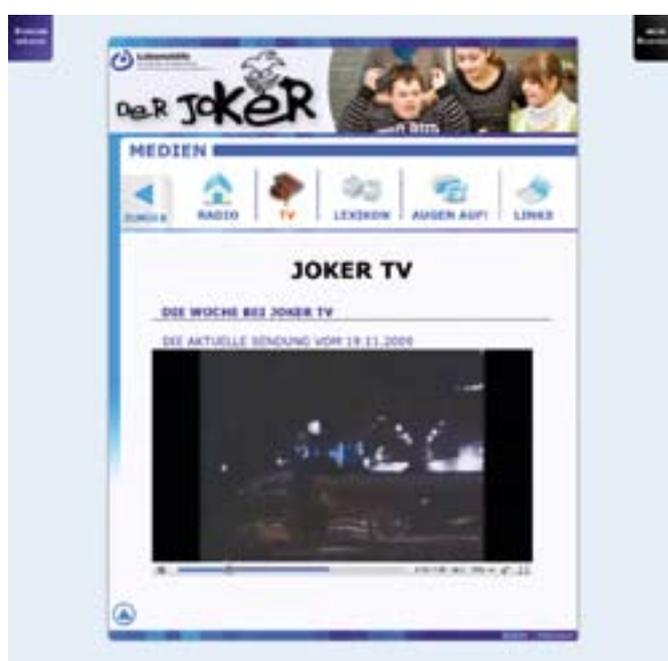 Lebenshilfe
DER JOKER
MEDIEN
ZURÜCK
RADIO
TV
LEXIKON
AUGEN AUF!
LINKS
JOKER TV
DIE WOCHE BEI JOKER TV
DIE AKTUELLE SENDUNG VOM 19.11.2009